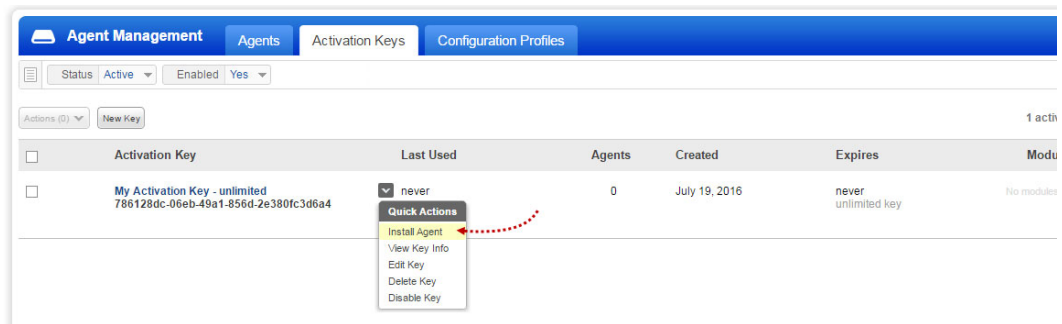 Agent Management Agents Activation Keys Configuration Profiles
Status Active Enabled Yes
Actions (0) New Key 1 activ
Activation Key Last Used Agents Created Expires Modu
My Activation Key - unlimited never 0 July 19, 2016 never No modules
786128dc-06eb-49a1-856d-2e380fc3d6a4 unlimited key
Quick Actions
Install Agent
View Key Info
Edit Key
Delete Key
Disable Key